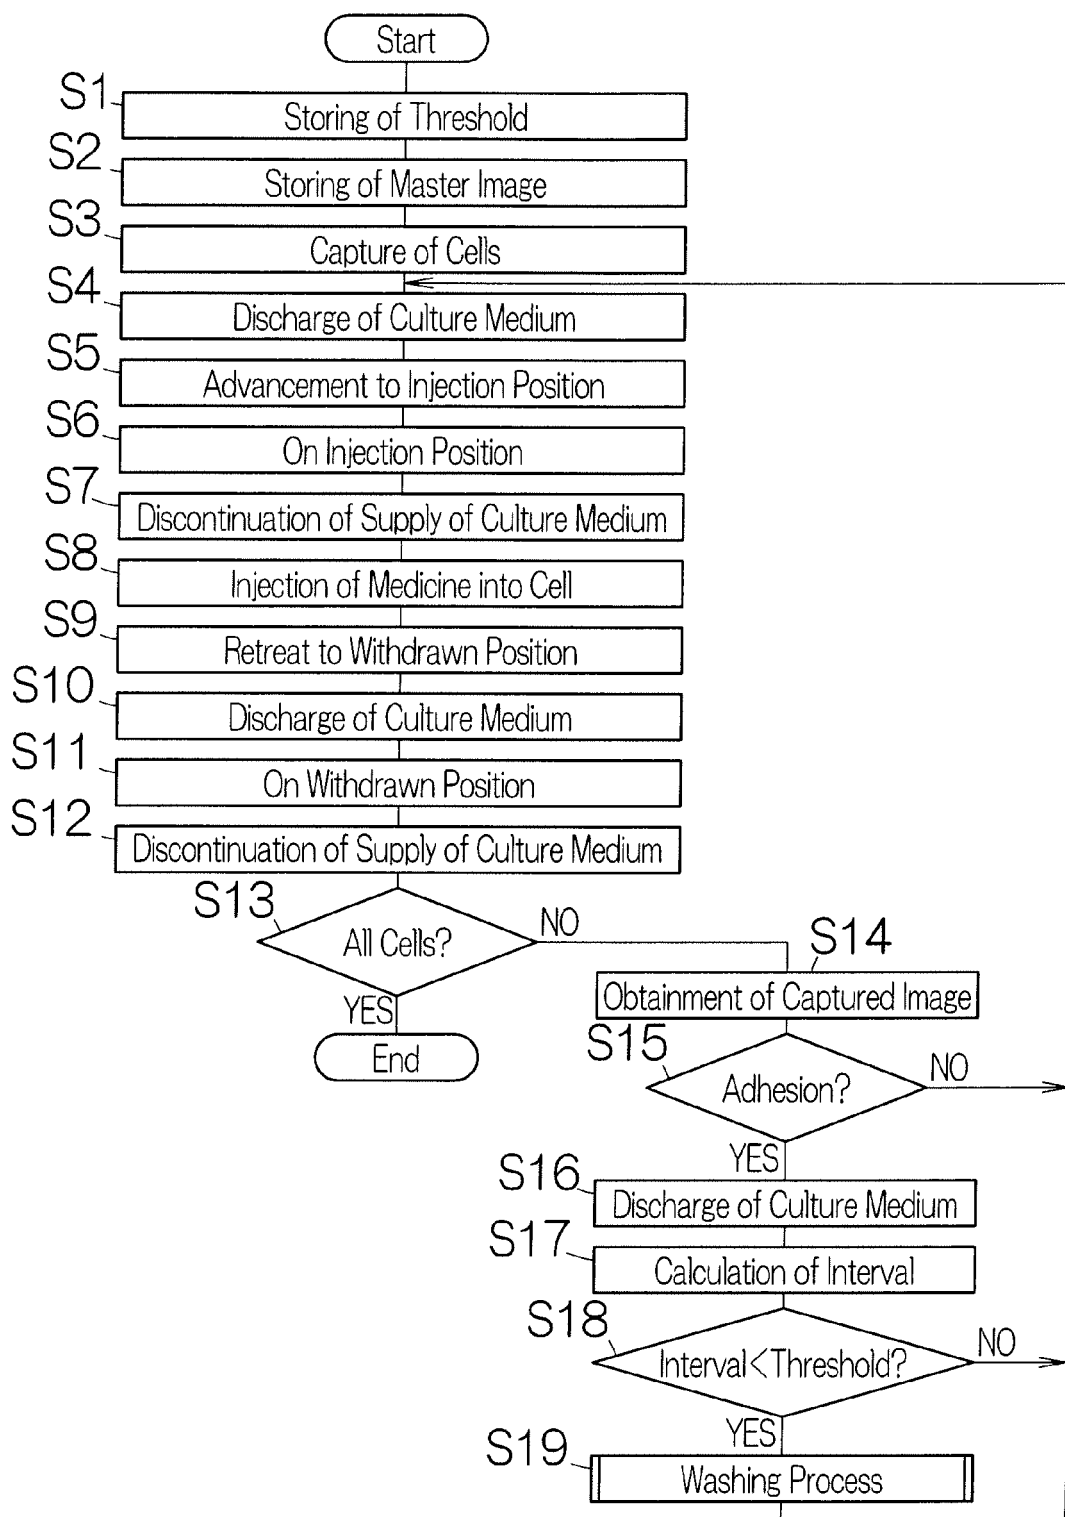 Start
S1
Storing of Threshold
S2
Storing of Master Image
S3
Capture of Cells
S4
Discharge of Culture Medium
S5
Advancement to Injection Position
S6
On Injection Position
S7
Discontinuation of Supply of Culture Medium
S8
Injection of Medicine into Cell
S9
Retreat to Withdrawn Position
S10
Discharge of Culture Medium
S11
On Withdrawn Position
S12
Discontinuation of Supply of Culture Medium
S13
All Cells?
NO
YES
End
S14
Obtainment of Captured Image
S15
Adhesion?
NO
YES
S16
Discharge of Culture Medium
S17
Calculation of Interval
S18
Interval<Threshold?
NO
YES
S19
Washing Process